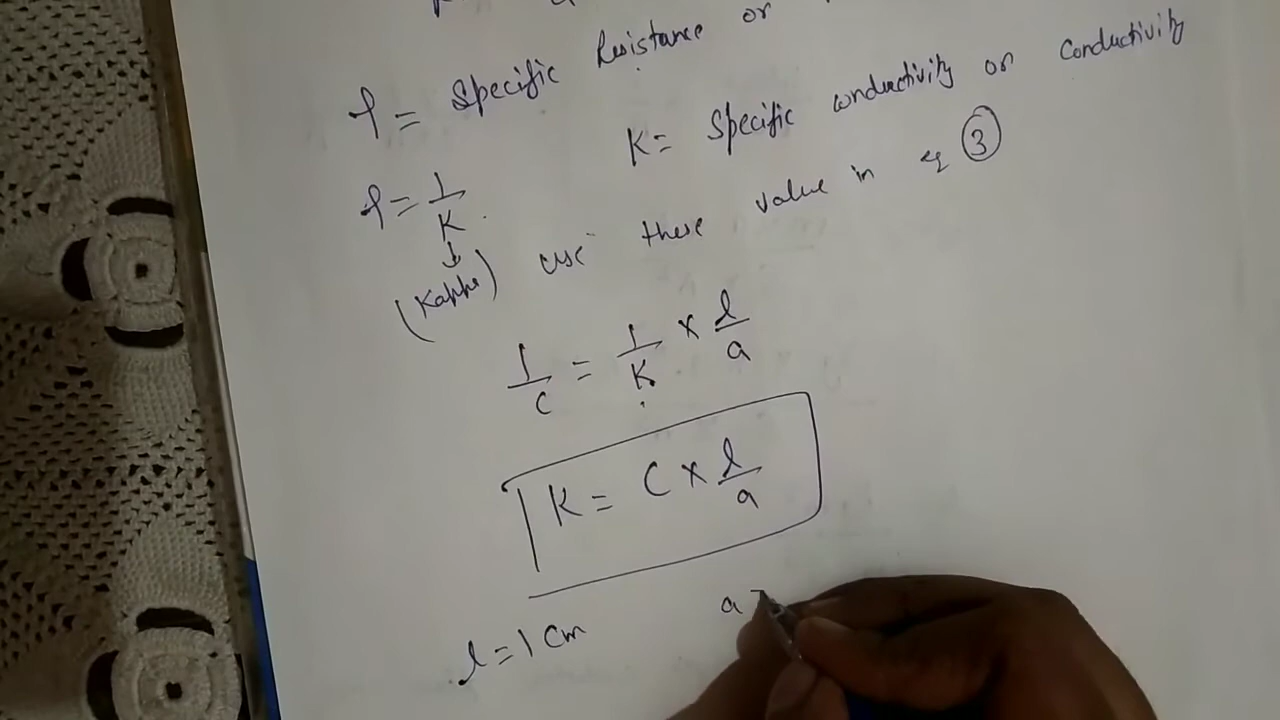 ρ = Specific Resistance or
K = Specific conductivity or Conductivity
ρ = 1/K
(Kappa) use these value in eq ③
1/C = 1/K × l/a
K = C × l/a
l = 1 cm a